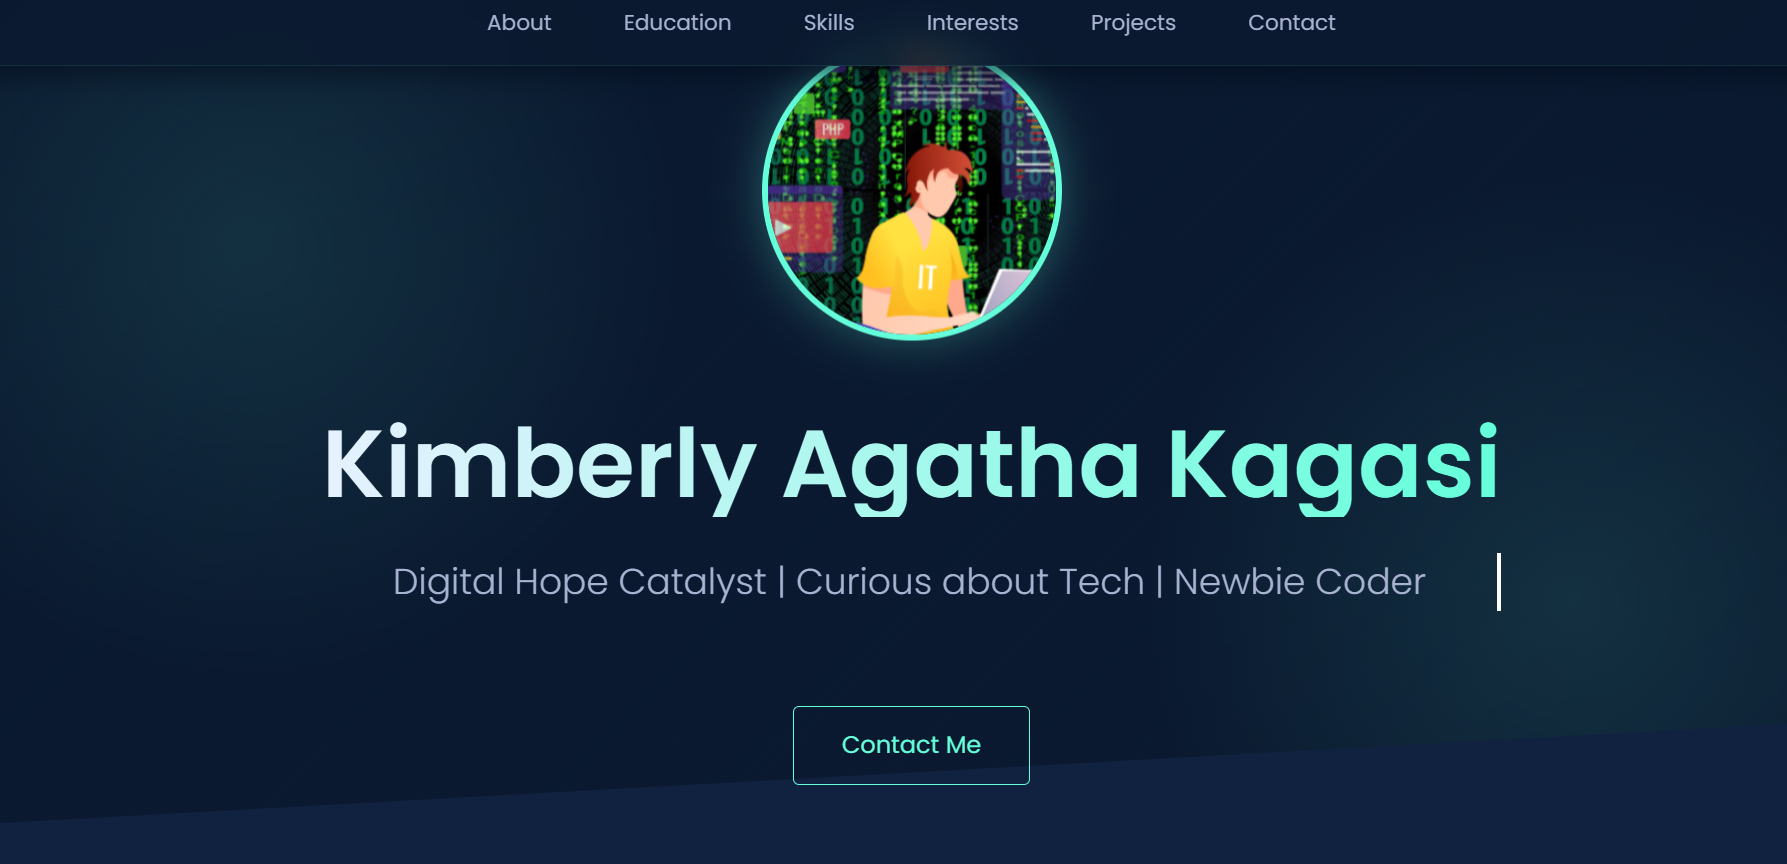 About Education Skills Interests Projects Contact
PHP
IT
Kimberly Agatha Kagasi
Digital Hope Catalyst | Curious about Tech | Newbie Coder
Contact Me